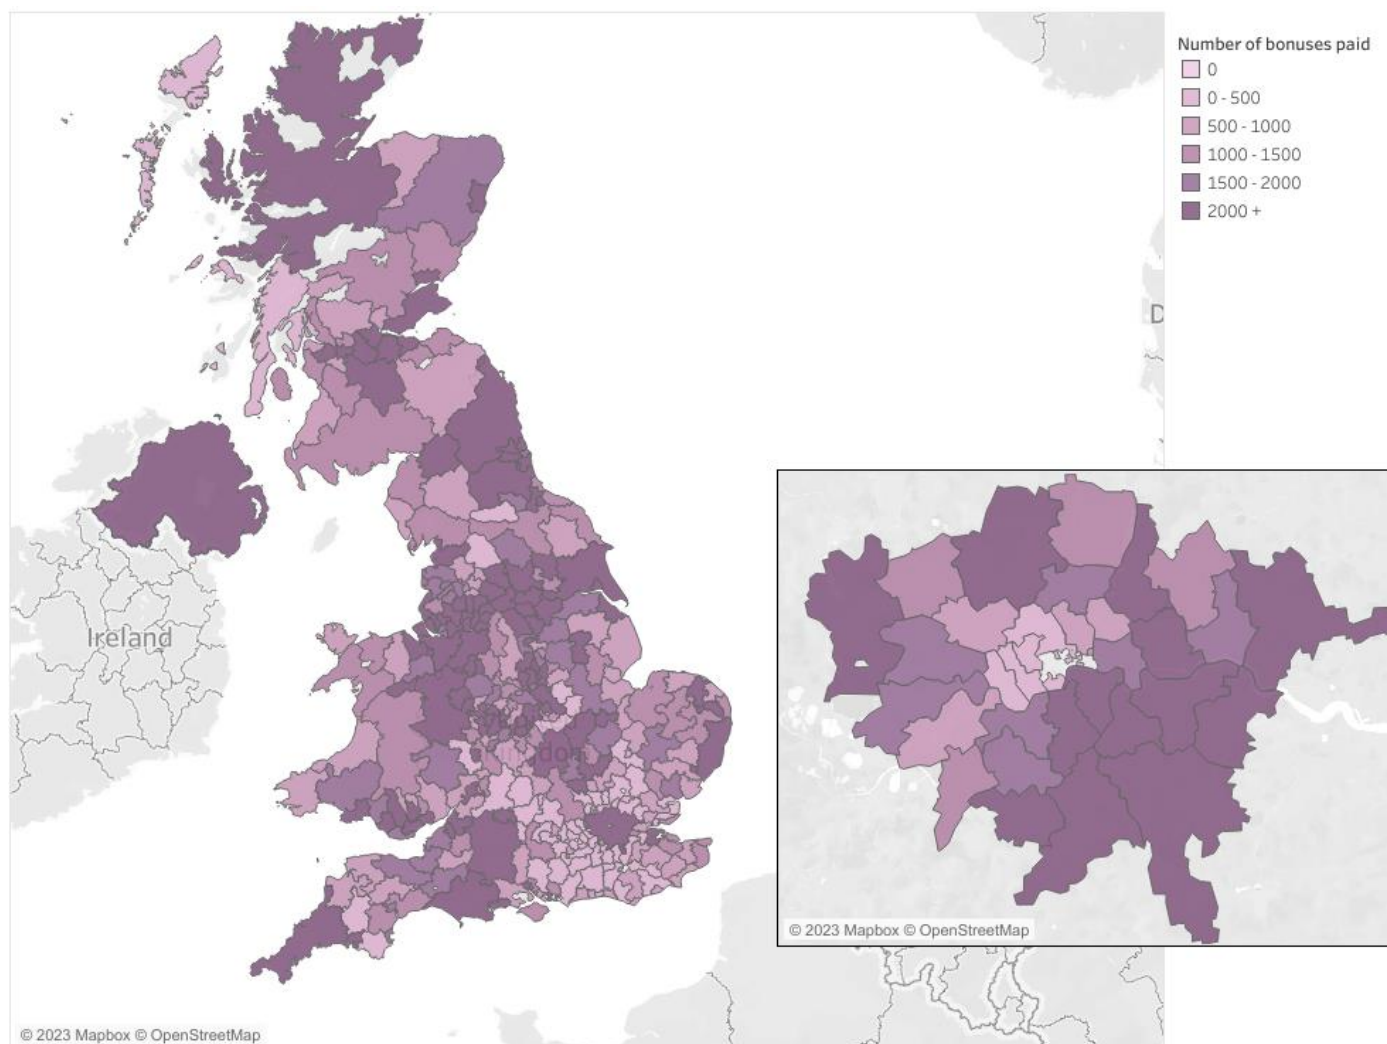 Number of bonuses paid
0
0 - 500
500 - 1000
1000 - 1500
1500 - 2000
2000 +
D
Ireland
© 2023 Mapbox © OpenStreetMap
© 2023 Mapbox © OpenStreetMap